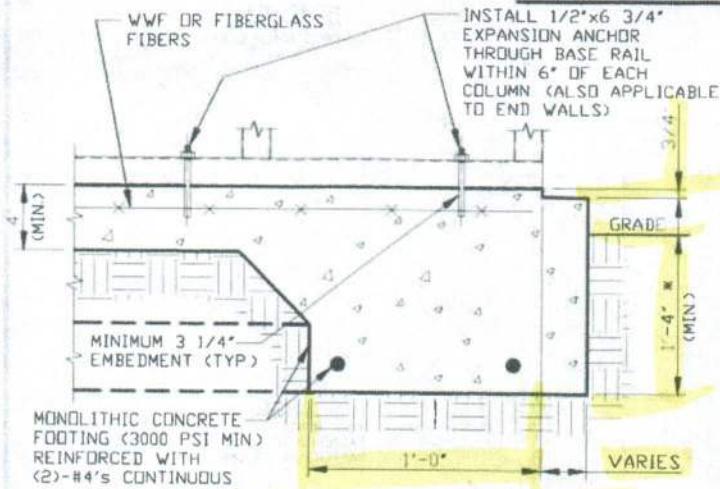 WWF OR FIBERGLASS
FIBERS
INSTALL 1/2"x6 3/4"
EXPANSION ANCHOR
THROUGH BASE RAIL
WITHIN 6" OF EACH
COLUMN (ALSO APPLICABLE
TO END WALLS)
3/4"
4"
(MIN.)
GRADE
1'-4" *
(MIN.)
MINIMUM 3 1/4"
EMBEDMENT (TYP)
MONOLITHIC CONCRETE
FOOTING (3000 PSI MIN)
REINFORCED WITH
(2)-#4's CONTINUOUS
1'-0"
VARIES